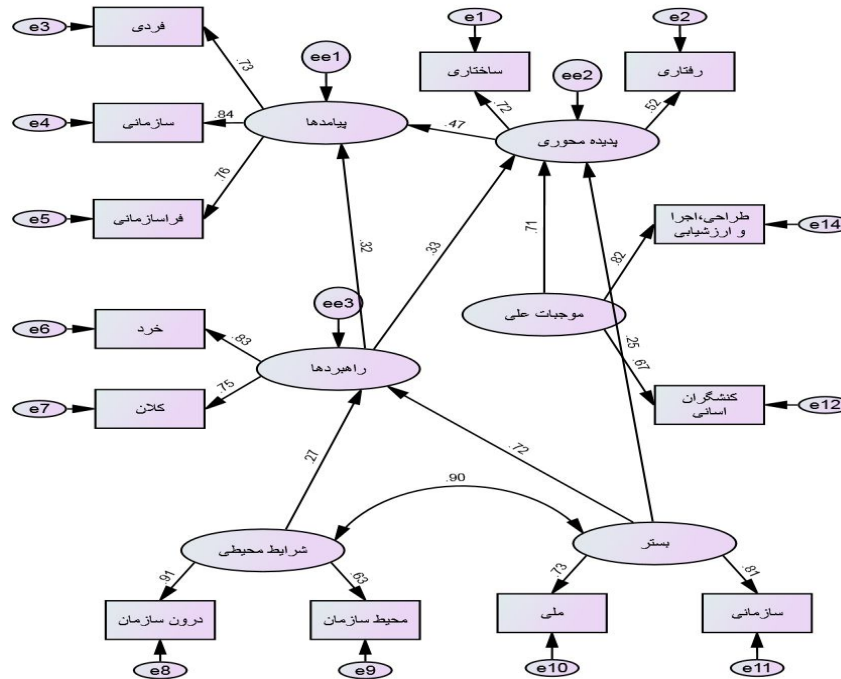 e1
e2
e3
فردی
ee1
ساختاری
ee2
رفتاری
.73
.72
.52
e4
سازمانی
.84
پیامدها
.47
پدیده محوری
.76
e5
فراسازمانی
.32
.33
.71
.82
طراحی،اجرا
و ارزشیابی
e14
ee3
موجبات علی
e6
خرد
.83
.25
راهبردها
.67
e7
کلان
.75
کنشگران
اسانی
e12
.27
.72
.90
شرایط محیطی
بستر
.91
.63
.73
.81
درون سازمان
محیط سازمان
ملی
سازمانی
e8
e9
e10
e11